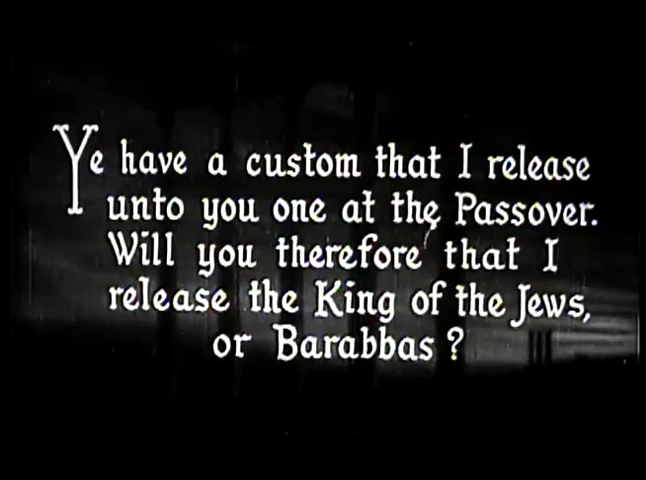 Ye have a custom that I release
unto you one at the Passover.
Will you therefore that I
release the King of the Jews,
or Barabbas?